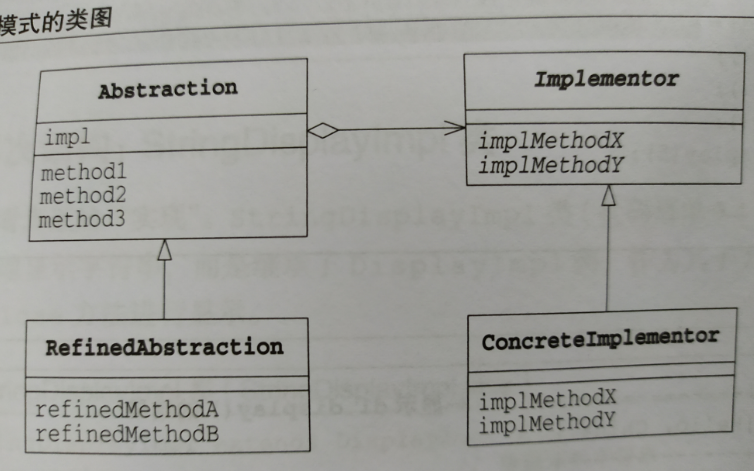 模式的类图
Abstraction
impl
method1
method2
method3
Implementor
implMethodX
implMethodY
RefinedAbstraction
refinedMethodA
refinedMethodB
ConcreteImplementor
implMethodX
implMethodY